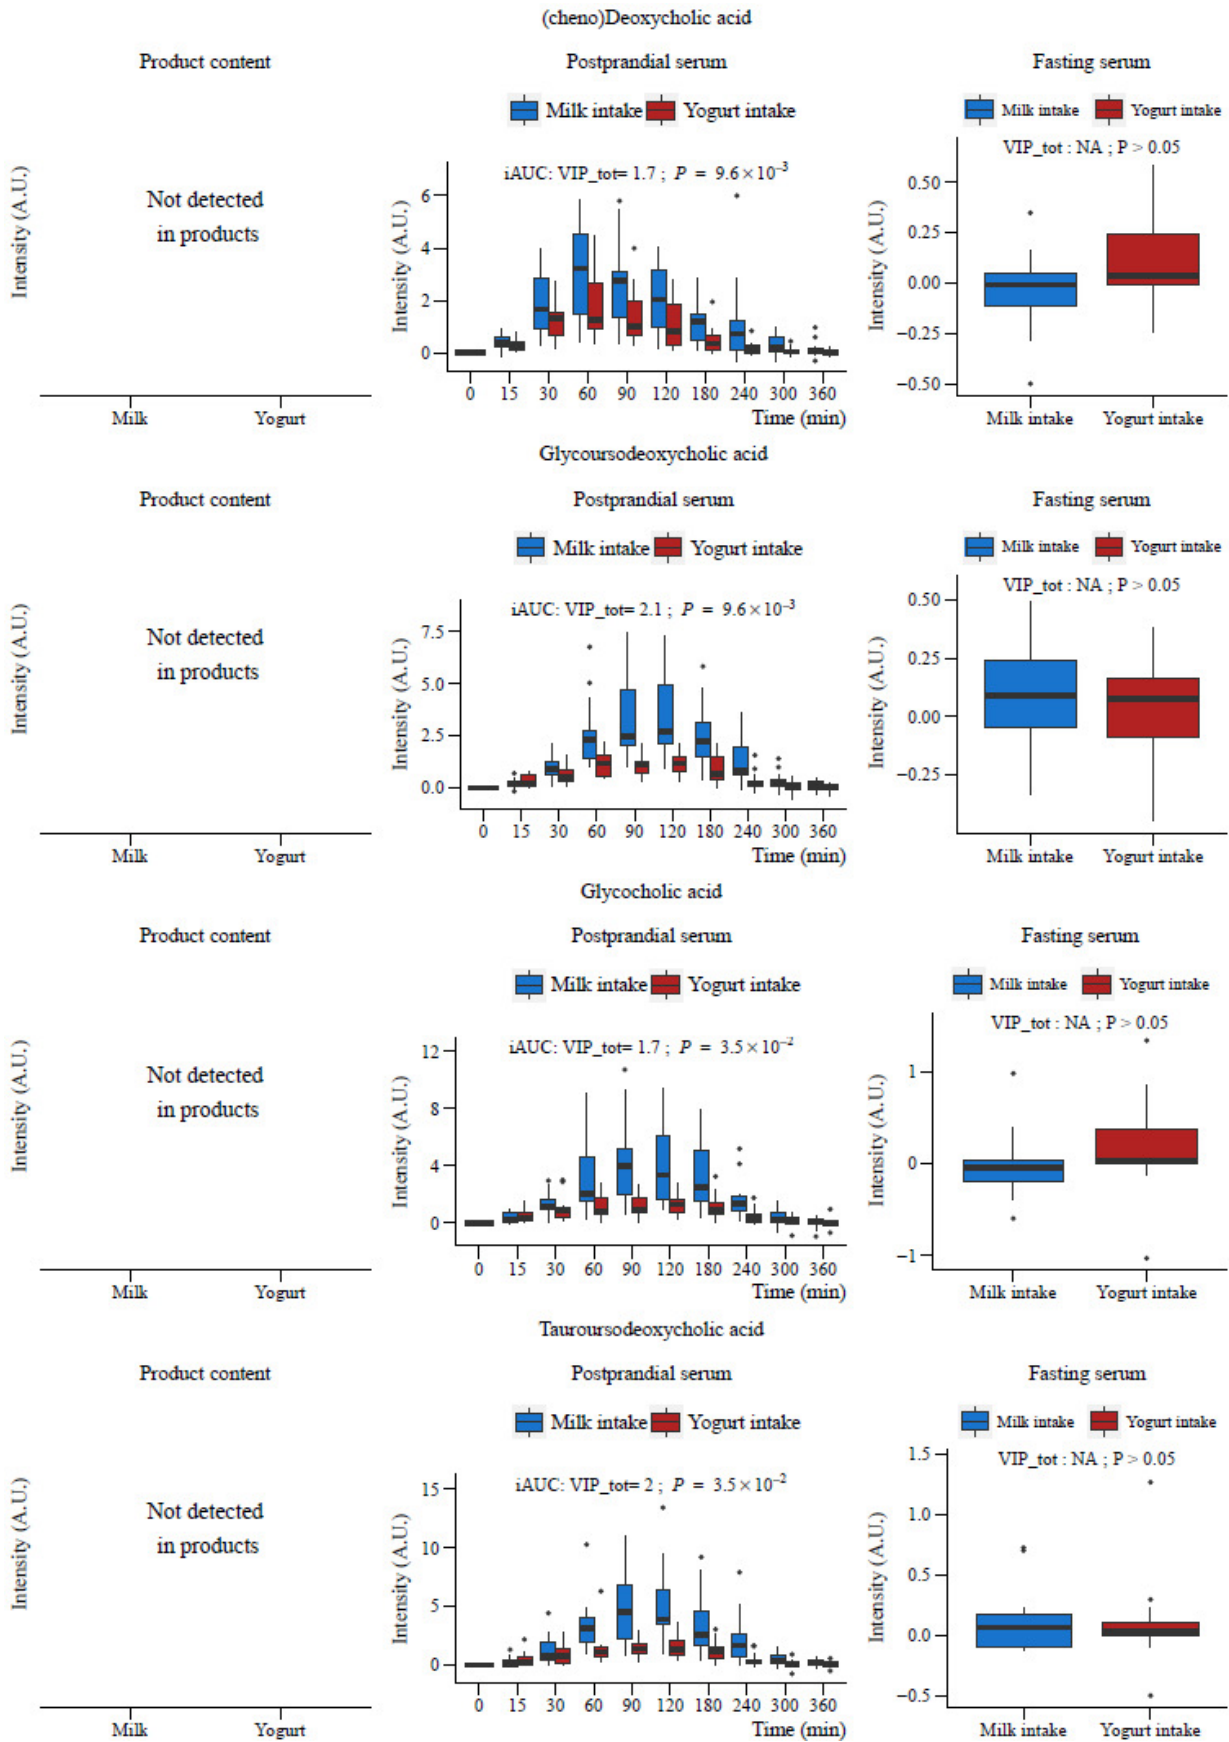 (cheno)Deoxycholic acid
Product content
Postprandial serum
Fasting serum
Milk intake Yogurt intake
Milk intake Yogurt intake
Intensity (A.U.)
Not detected
in products
Milk Yogurt
iAUC: VIP_tot= 1.7 ; P = 9.6×10⁻³
Intensity (A.U.)
6
4
2
0
0 15 30 60 90 120 180 240 300 360
Time (min)
VIP_tot : NA ; P > 0.05
Intensity (A.U.)
0.50
0.25
0.00
−0.25
−0.50
Milk intake Yogurt intake
Glycoursodeoxycholic acid
Product content
Postprandial serum
Fasting serum
Milk intake Yogurt intake
Milk intake Yogurt intake
Intensity (A.U.)
Not detected
in products
Milk Yogurt
iAUC: VIP_tot= 2.1 ; P = 9.6×10⁻³
Intensity (A.U.)
7.5
5.0
2.5
0.0
0 15 30 60 90 120 180 240 300 360
Time (min)
VIP_tot : NA ; P > 0.05
Intensity (A.U.)
0.50
0.25
0.00
−0.25
Milk intake Yogurt intake
Glycocholic acid
Product content
Postprandial serum
Fasting serum
Milk intake Yogurt intake
Milk intake Yogurt intake
Intensity (A.U.)
Not detected
in products
Milk Yogurt
iAUC: VIP_tot= 1.7 ; P = 3.5×10⁻²
Intensity (A.U.)
12
8
4
0
0 15 30 60 90 120 180 240 300 360
Time (min)
VIP_tot : NA ; P > 0.05
Intensity (A.U.)
1
0
−1
Milk intake Yogurt intake
Tauroursodeoxycholic acid
Product content
Postprandial serum
Fasting serum
Milk intake Yogurt intake
Milk intake Yogurt intake
Intensity (A.U.)
Not detected
in products
Milk Yogurt
iAUC: VIP_tot= 2 ; P = 3.5×10⁻²
Intensity (A.U.)
15
10
5
0
0 15 30 60 90 120 180 240 300 360
Time (min)
VIP_tot : NA ; P > 0.05
Intensity (A.U.)
1.5
1.0
0.5
0.0
−0.5
Milk intake Yogurt intake